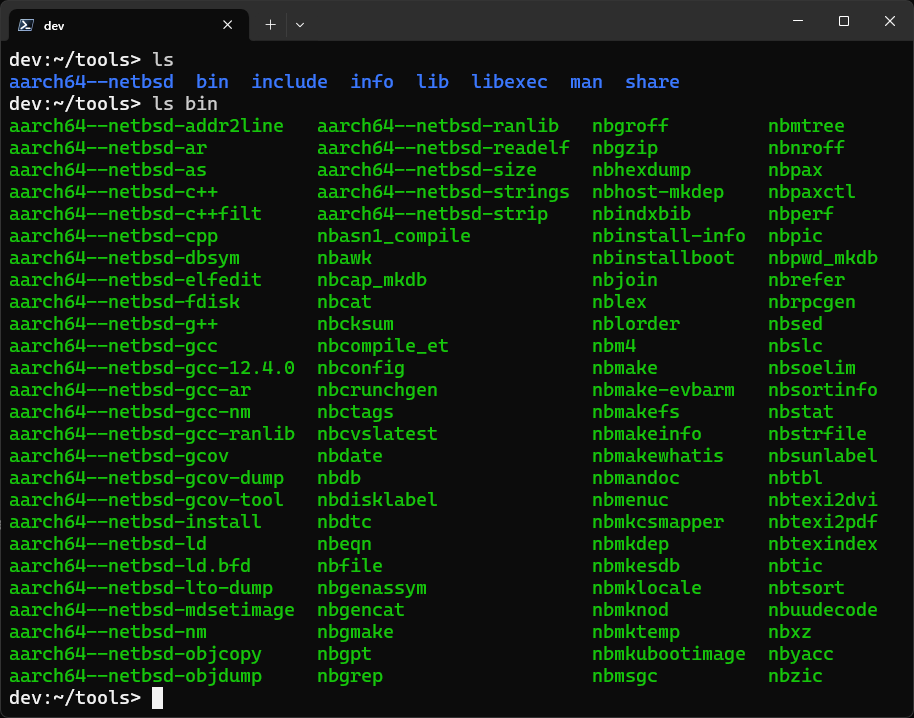 dev
dev:~/tools> ls
aarch64--netbsd  bin  include  info  lib  libexec  man  share
dev:~/tools> ls bin
aarch64--netbsd-addr2line   aarch64--netbsd-ranlib   nbgroff         nbmtree
aarch64--netbsd-ar          aarch64--netbsd-readelf  nbgzip          nbnroff
aarch64--netbsd-as          aarch64--netbsd-size     nbhexdump       nbpax
aarch64--netbsd-c++         aarch64--netbsd-strings  nbhost-mkdep    nbpaxctl
aarch64--netbsd-c++filt     aarch64--netbsd-strip    nbindxbib       nbperf
aarch64--netbsd-cpp         nbasn1_compile           nbinstall-info  nbpic
aarch64--netbsd-dbsym       nbawk                    nbinstallboot   nbpwd_mkdb
aarch64--netbsd-elfedit     nbcap_mkdb               nbjoin          nbrefer
aarch64--netbsd-fdisk       nbcat                    nblex           nbrpcgen
aarch64--netbsd-g++         nbcksum                  nblorder        nbsed
aarch64--netbsd-gcc         nbcompile_et             nbm4            nbslc
aarch64--netbsd-gcc-12.4.0  nbconfig                 nbmake          nbsoelim
aarch64--netbsd-gcc-ar      nbcrunchgen              nbmake-evbarm   nbsortinfo
aarch64--netbsd-gcc-nm      nbctags                  nbmakefs        nbstat
aarch64--netbsd-gcc-ranlib  nbcvslatest              nbmakeinfo      nbstrfile
aarch64--netbsd-gcov        nbdate                   nbmakewhatis    nbsunlabel
aarch64--netbsd-gcov-dump   nbdb                     nbmandoc        nbtbl
aarch64--netbsd-gcov-tool   nbdisklabel              nbmenuc         nbtexi2dvi
aarch64--netbsd-install     nbdtc                    nbmkcsmapper    nbtexi2pdf
aarch64--netbsd-ld          nbeqn                    nbmkdep         nbtexindex
aarch64--netbsd-ld.bfd      nbfile                   nbmkesdb        nbtic
aarch64--netbsd-lto-dump    nbgenassym               nbmklocale      nbtsort
aarch64--netbsd-mdsetimage  nbgencat                 nbmknod         nbuudecode
aarch64--netbsd-nm          nbgmake                  nbmktemp        nbxz
aarch64--netbsd-objcopy     nbgpt                    nbmkubootimage  nbyacc
aarch64--netbsd-objdump     nbgrep                   nbmsgc          nbzic
dev:~/tools>